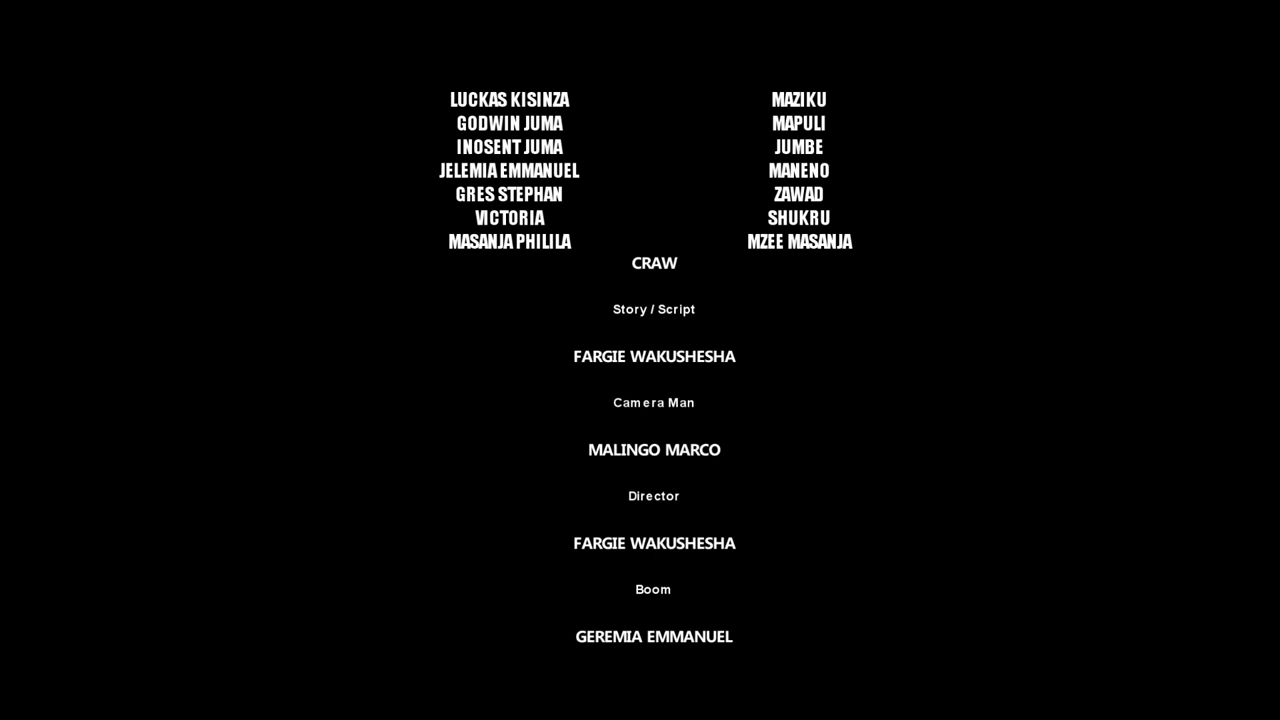 LUCKAS KISINZA MAZIKU
GODWIN JUMA MAPULI
INOSENT JUMA JUMBE
JELEMIA EMMANUEL MANENO
GRES STEPHAN ZAWAD
VICTORIA SHUKRU
MASANJA PHILILA MZEE MASANJA
CRAW
Story / Script
FARGIE WAKUSHESHA
Camera Man
MALINGO MARCO
Director
FARGIE WAKUSHESHA
Boom
GEREMIA EMMANUEL